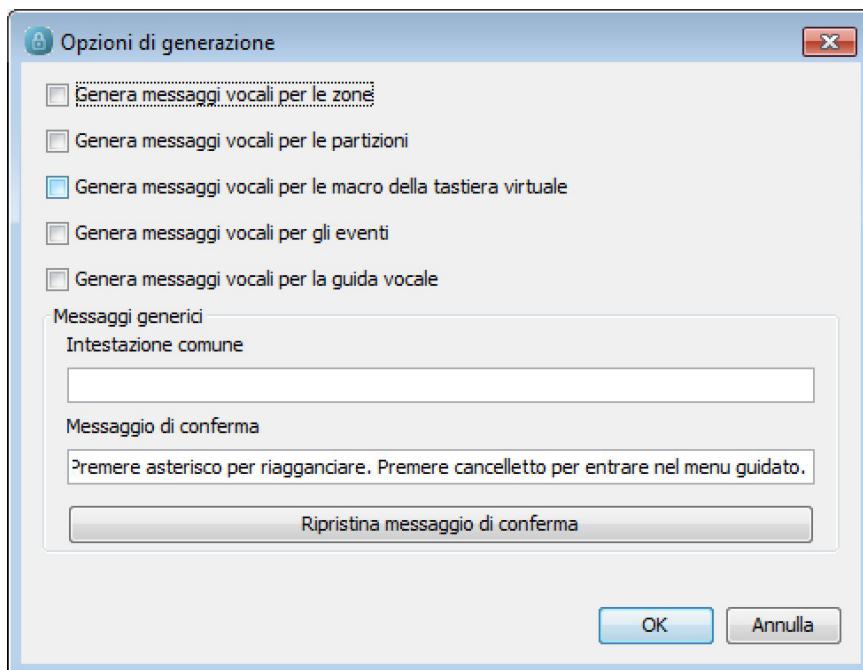 Opzioni di generazione
Genera messaggi vocali per le zone
Genera messaggi vocali per le partizioni
Genera messaggi vocali per le macro della tastiera virtuale
Genera messaggi vocali per gli eventi
Genera messaggi vocali per la guida vocale
Messaggi generici
Intestazione comune
Messaggio di conferma
Premere asterisco per riagganciare. Premere cancelletto per entrare nel menu guidato.
Ripristina messaggio di conferma
OK
Annulla